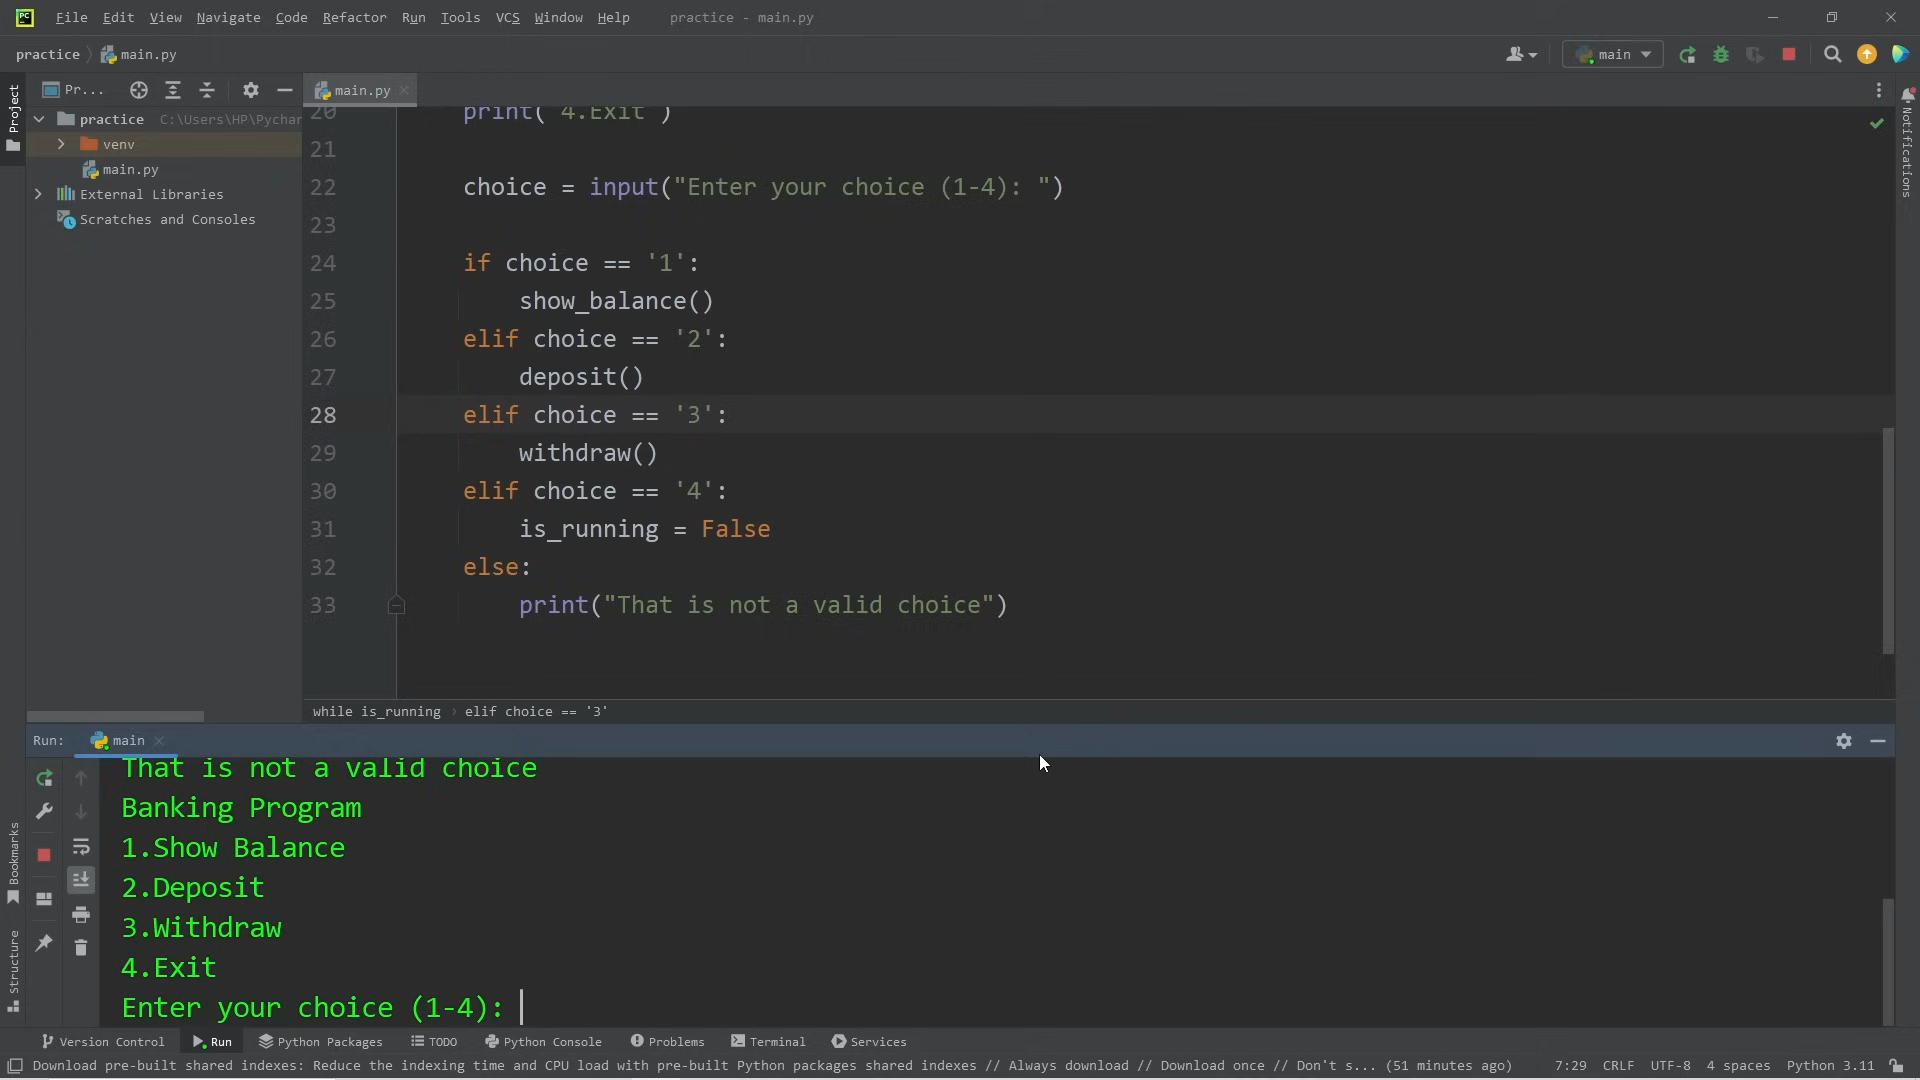 File Edit View Navigate Code Refactor Run Tools VCS Window Help practice - main.py
practice main.py main
Project Pr... main.py
practice C:\Users\HP\Pychar
venv
main.py
External Libraries
Scratches and Consoles
Notifications
20 print( 4.Exit )
21
22 choice = input("Enter your choice (1-4): ")
23
24 if choice == '1':
25 show_balance()
26 elif choice == '2':
27 deposit()
28 elif choice == '3':
29 withdraw()
30 elif choice == '4':
31 is_running = False
32 else:
33 print("That is not a valid choice")
while is_running › elif choice == '3'
Run: main
That is not a valid choice
Banking Program
1.Show Balance
2.Deposit
3.Withdraw
4.Exit
Enter your choice (1-4):
Bookmarks
Structure
Version Control Run Python Packages TODO Python Console Problems Terminal Services
Download pre-built shared indexes: Reduce the indexing time and CPU load with pre-built Python packages shared indexes // Always download // Download once // Don't s... (51 minutes ago) 7:29 CRLF UTF-8 4 spaces Python 3.11